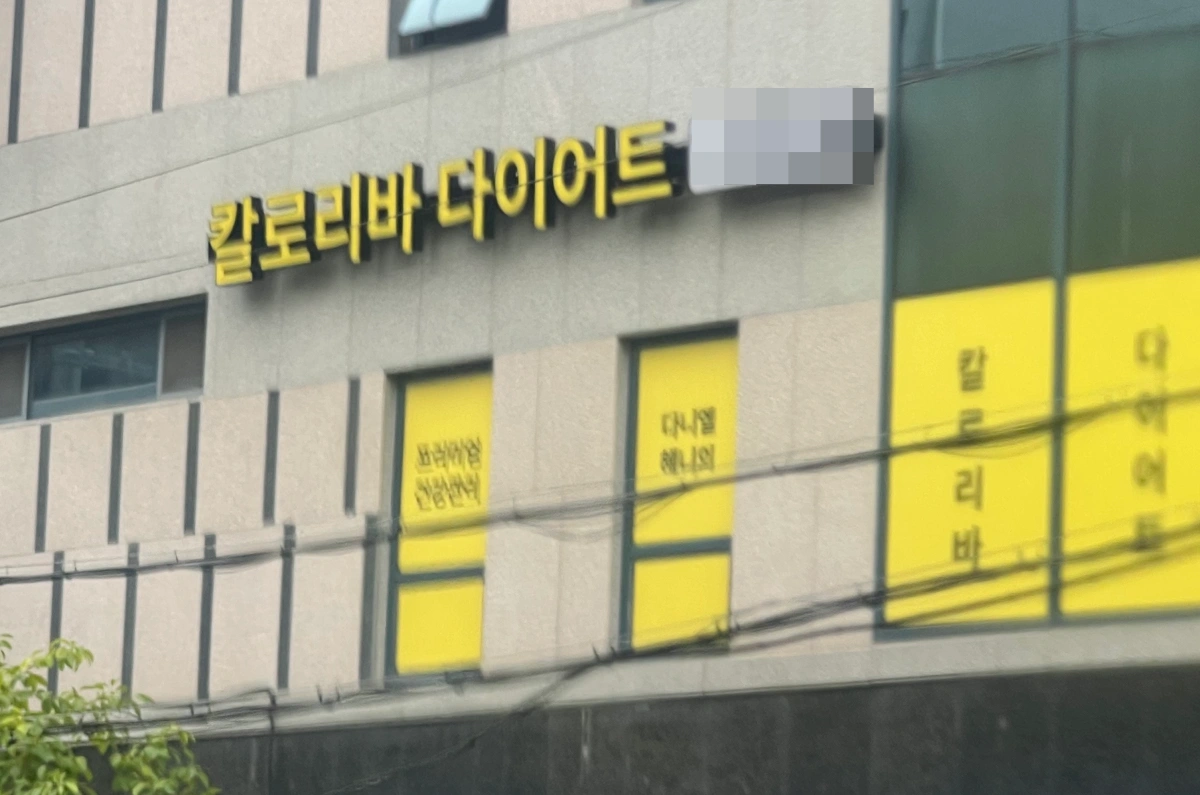 칼로리바 다이어트
프리미엄
건강관리
다니엘
헤니의
칼로리바
다이어트